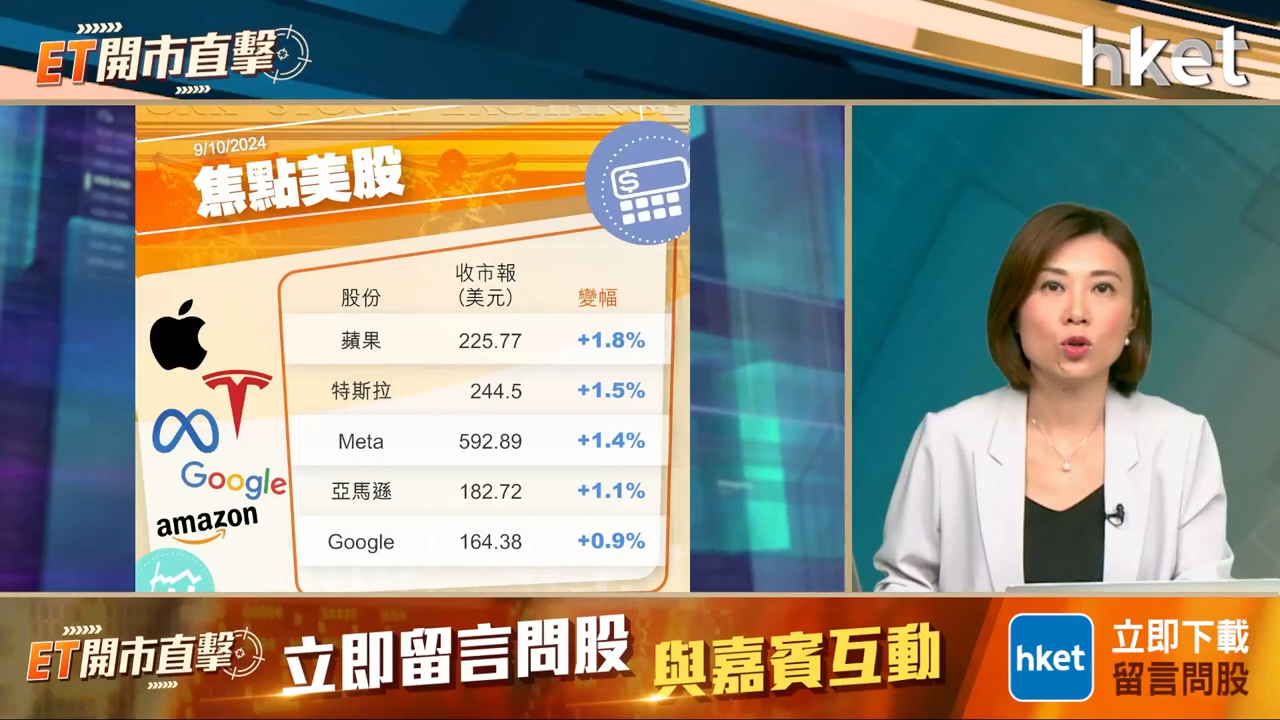 ET開市直擊
hket
9/10/2024
焦點美股
$
股份 收市報(美元) 變幅
蘋果 225.77 +1.8%
特斯拉 244.5 +1.5%
Meta 592.89 +1.4%
亞馬遜 182.72 +1.1%
Google 164.38 +0.9%
Google
amazon
ET開市直擊
立即留言問股 與嘉賓互動
hket
立即下載
留言問股